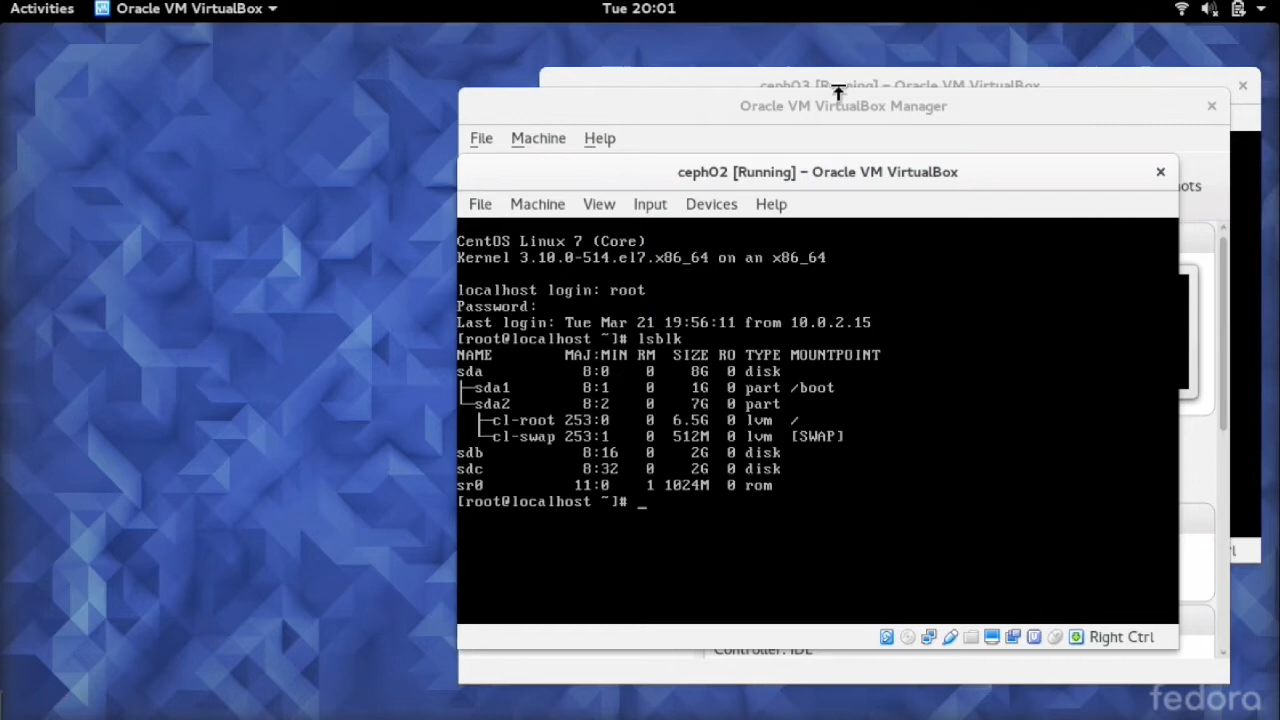 Activities Oracle VM VirtualBox Tue 20:01
ceph03 [Running] – Oracle VM VirtualBox
Oracle VM VirtualBox Manager
File Machine Help
ceph02 [Running] – Oracle VM VirtualBox
File Machine View Input Devices Help
CentOS Linux 7 (Core)
Kernel 3.10.0-514.el7.x86_64 on an x86_64
localhost login: root
Password:
Last login: Tue Mar 21 19:56:11 from 10.0.2.15
[root@localhost ~]# lsblk
NAME MAJ:MIN RM SIZE RO TYPE MOUNTPOINT
sda 8:0 0 8G 0 disk
├─sda1 8:1 0 1G 0 part /boot
└─sda2 8:2 0 7G 0 part
├─cl-root 253:0 0 6.5G 0 lvm /
└─cl-swap 253:1 0 512M 0 lvm [SWAP]
sdb 8:16 0 2G 0 disk
sdc 8:32 0 2G 0 disk
sr0 11:0 1 1024M 0 rom
[root@localhost ~]# _
Right Ctrl
Controller: IDE
fedora